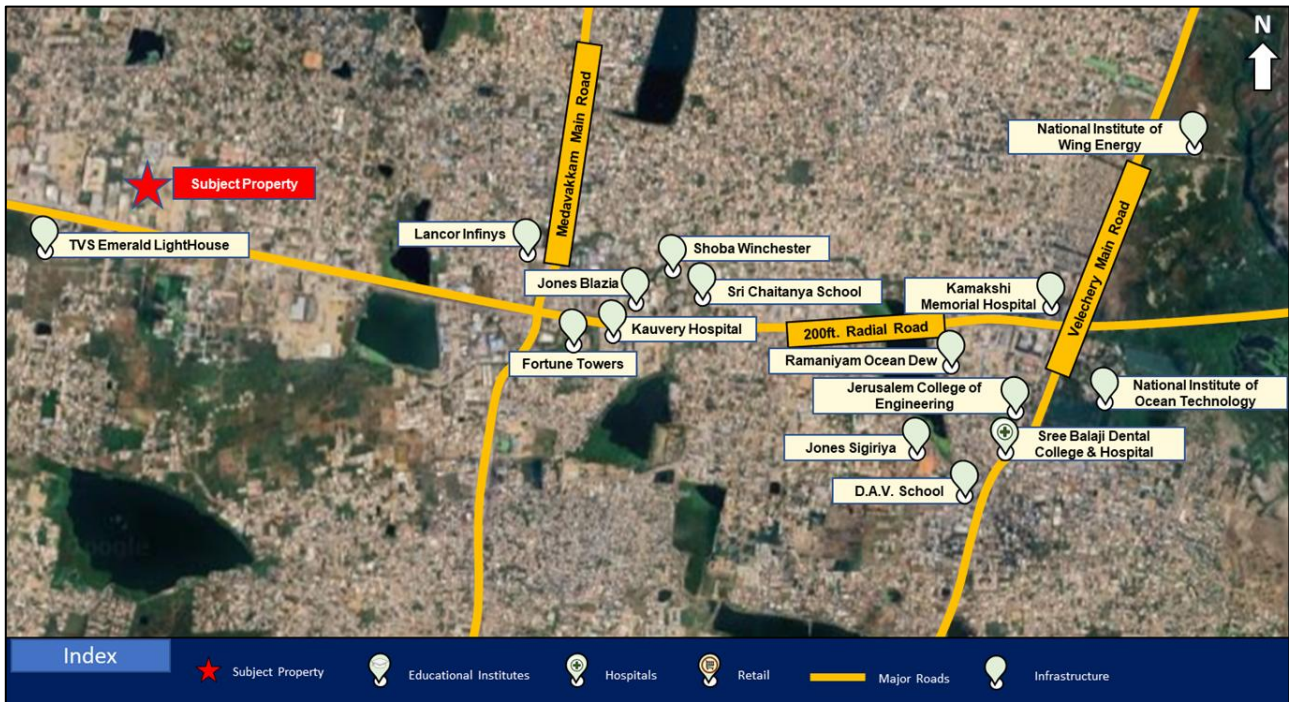 N
National Institute of
Wing Energy
Medavakkam Main Road
Subject Property
Velechery Main Road
TVS Emerald LightHouse
Lancor Infinys
Shoba Winchester
Jones Blazia
Sri Chaitanya School
Kamakshi
Memorial Hospital
Kauvery Hospital
200ft. Radial Road
Fortune Towers
Ramaniyam Ocean Dew
Jerusalem College of
Engineering
National Institute of
Ocean Technology
Jones Sigiriya
Sree Balaji Dental
College & Hospital
D.A.V. School
Google
Index
Subject Property
Educational Institutes
Hospitals
Retail
Major Roads
Infrastructure